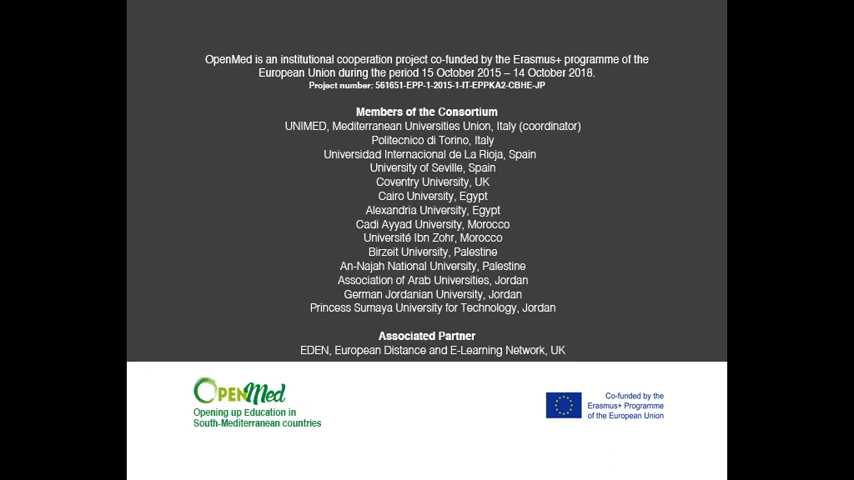 OpenMed is an institutional cooperation project co-funded by the Erasmus+ programme of the
European Union during the period 15 October 2015 – 14 October 2018.
Project number: 561651-EPP-1-2015-1-IT-EPPKA2-CBHE-JP
Members of the Consortium
UNIMED, Mediterranean Universities Union, Italy (coordinator)
Politecnico di Torino, Italy
Universidad Internacional de La Rioja, Spain
University of Seville, Spain
Coventry University, UK
Cairo University, Egypt
Alexandria University, Egypt
Cadi Ayyad University, Morocco
Université Ibn Zohr, Morocco
Birzeit University, Palestine
An-Najah National University, Palestine
Association of Arab Universities, Jordan
German Jordanian University, Jordan
Princess Sumaya University for Technology, Jordan
Associated Partner
EDEN, European Distance and E-Learning Network, UK
OPENMed
Opening up Education in
South-Mediterranean countries
Co-funded by the
Erasmus+ Programme
of the European Union